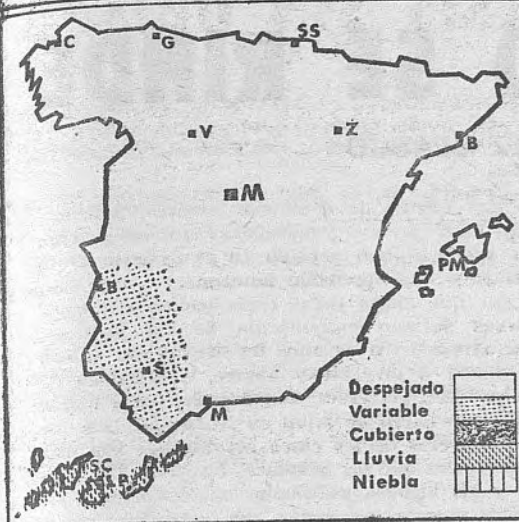 C
G
SS
V
Z
B
M
PM
B
S
M
SC
P
Despejado
Variable
Cubierto
Lluvia
Niebla